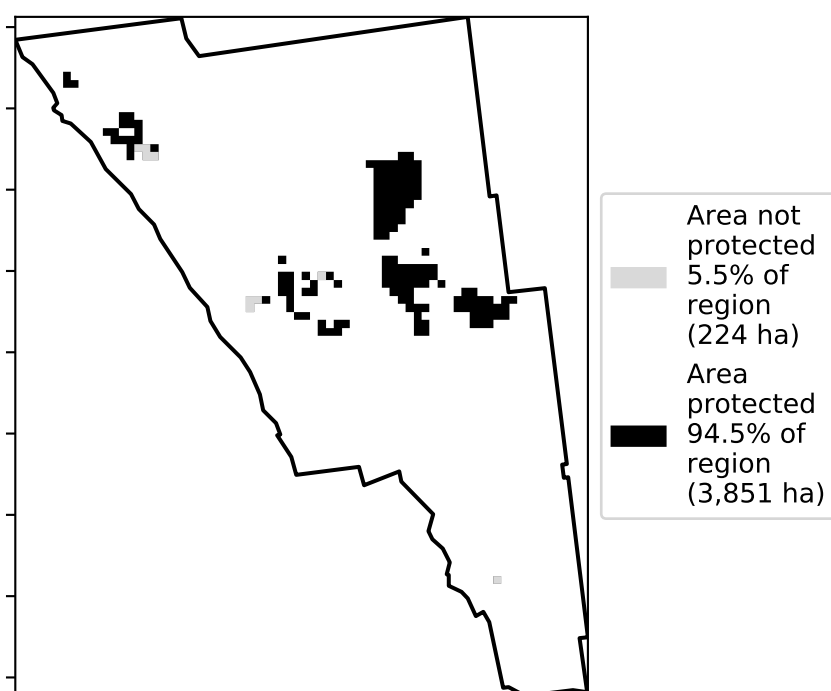 Area not
protected
5.5% of
region
(224 ha)
Area
protected
94.5% of
region
(3,851 ha)